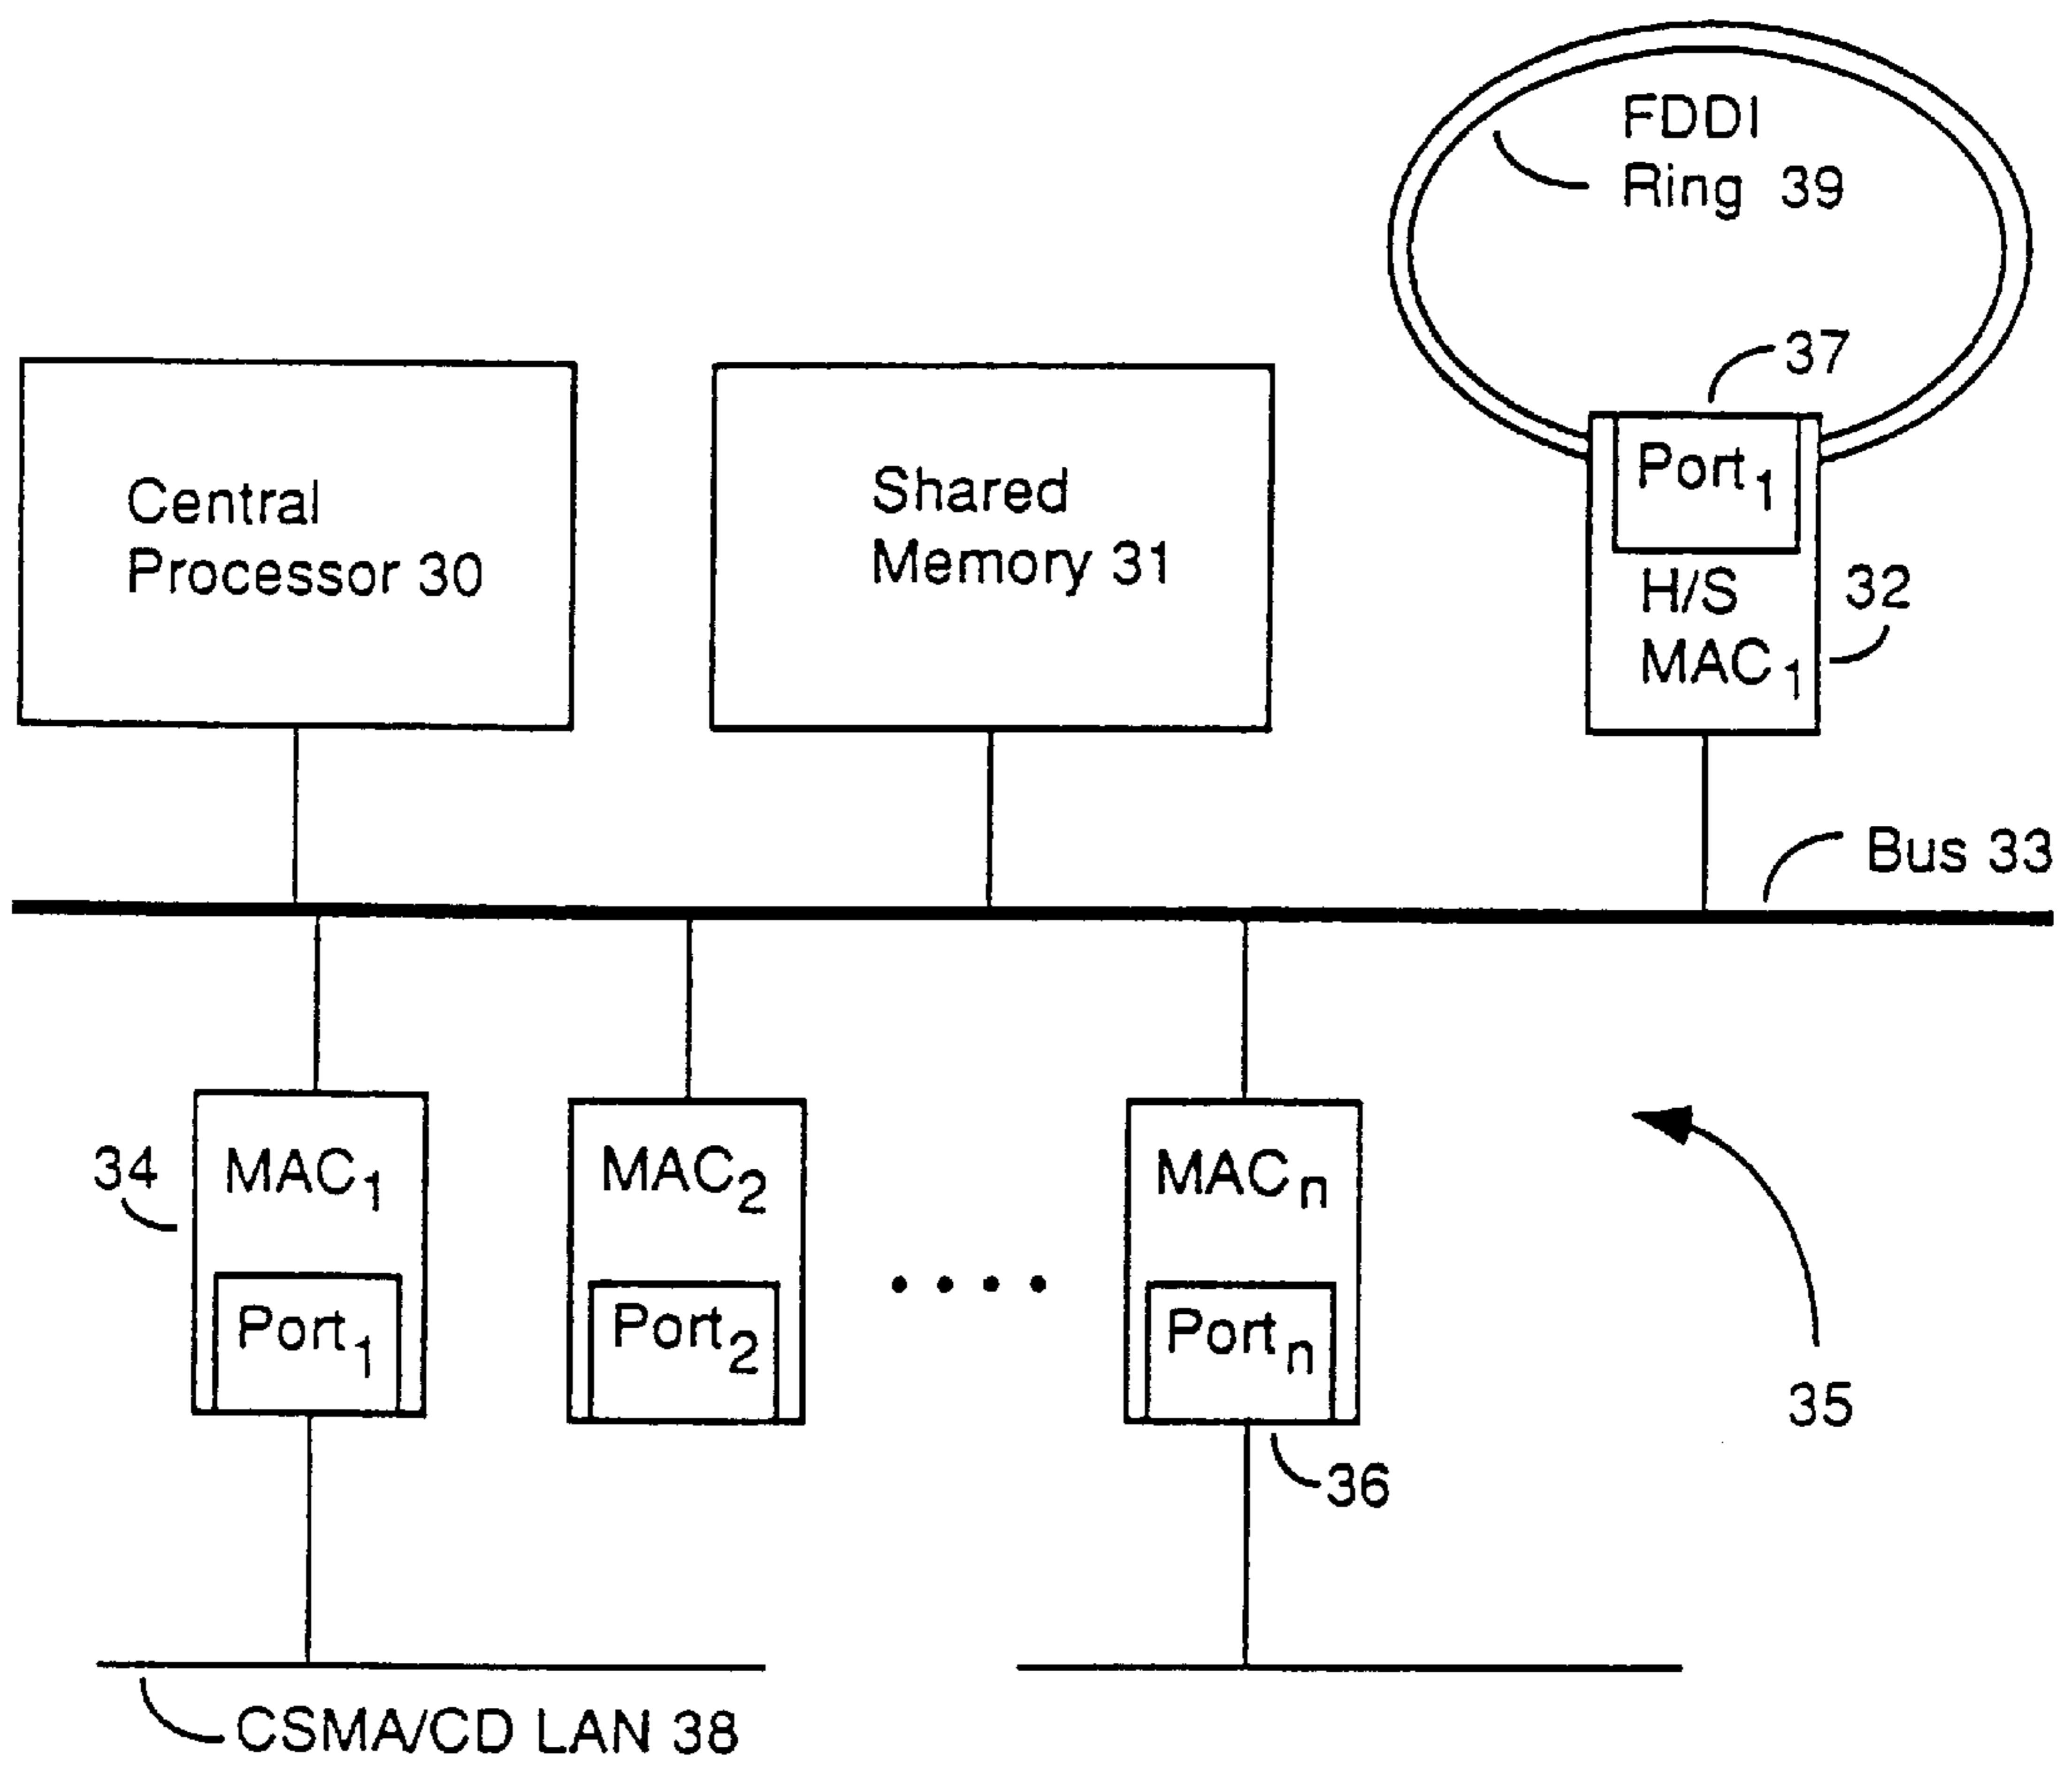 FDDI
Ring 39
37
Port1
H/S
MAC1
32
Central
Processor 30
Shared
Memory 31
Bus 33
34
MAC1
Port1
MAC2
Port2
MACn
Portn
36
35
CSMA/CD LAN 38